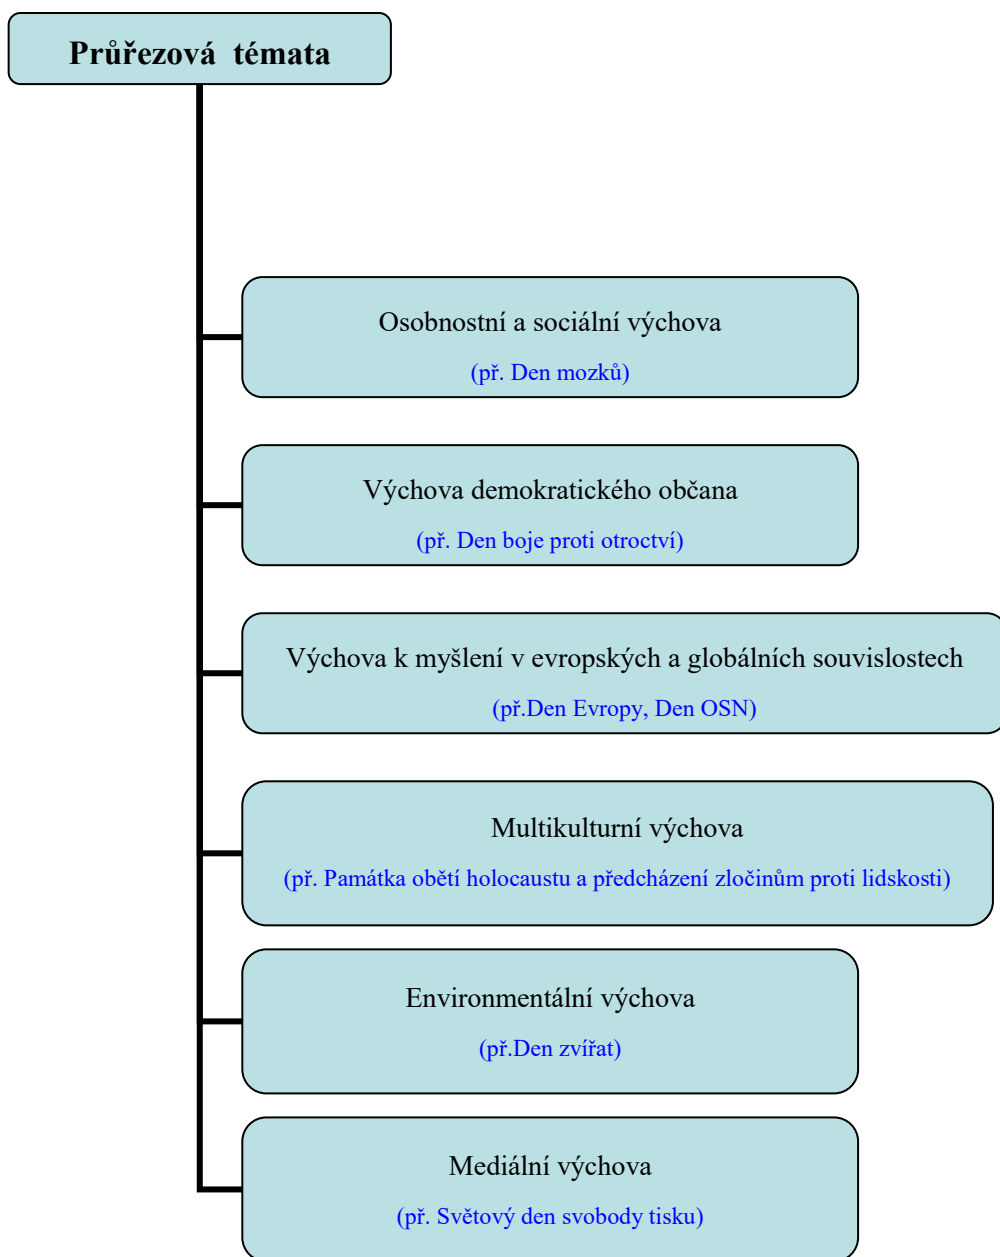 Průřezová témata
Osobnostní a sociální výchova
(př. Den mozků)
Výchova demokratického občana
(př. Den boje proti otroctví)
Výchova k myšlení v evropských a globálních souvislostech
(př.Den Evropy, Den OSN)
Multikulturní výchova
(př. Památka obětí holocaustu a předcházení zločinům proti lidskosti)
Environmentální výchova
(př.Den zvířat)
Mediální výchova
(př. Světový den svobody tisku)